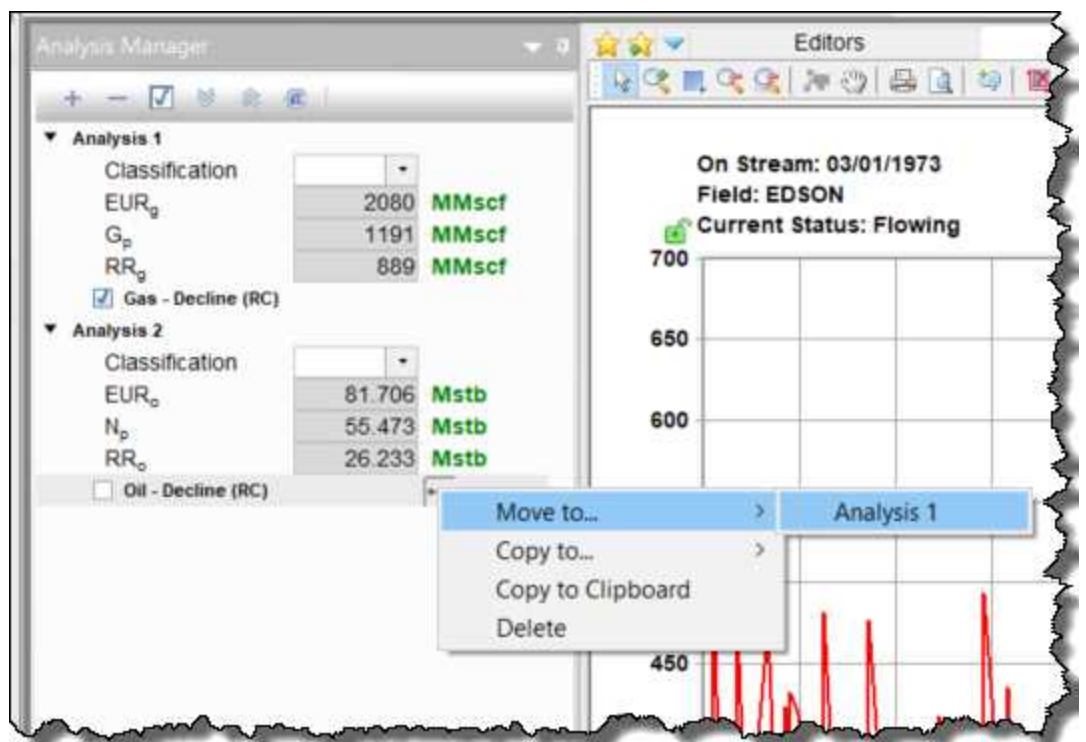 Analysis Manager
Editors
Analysis 1
Classification
EURg 2080 MMscf
Gp 1191 MMscf
RRg 889 MMscf
Gas - Decline (RC)
Analysis 2
Classification
EURo 81.706 Mstb
Np 55.473 Mstb
RRo 26.233 Mstb
Oil - Decline (RC)
Move to...
Analysis 1
Copy to...
Copy to Clipboard
Delete
On Stream: 03/01/1973
Field: EDSON
Current Status: Flowing
700
650
600
450